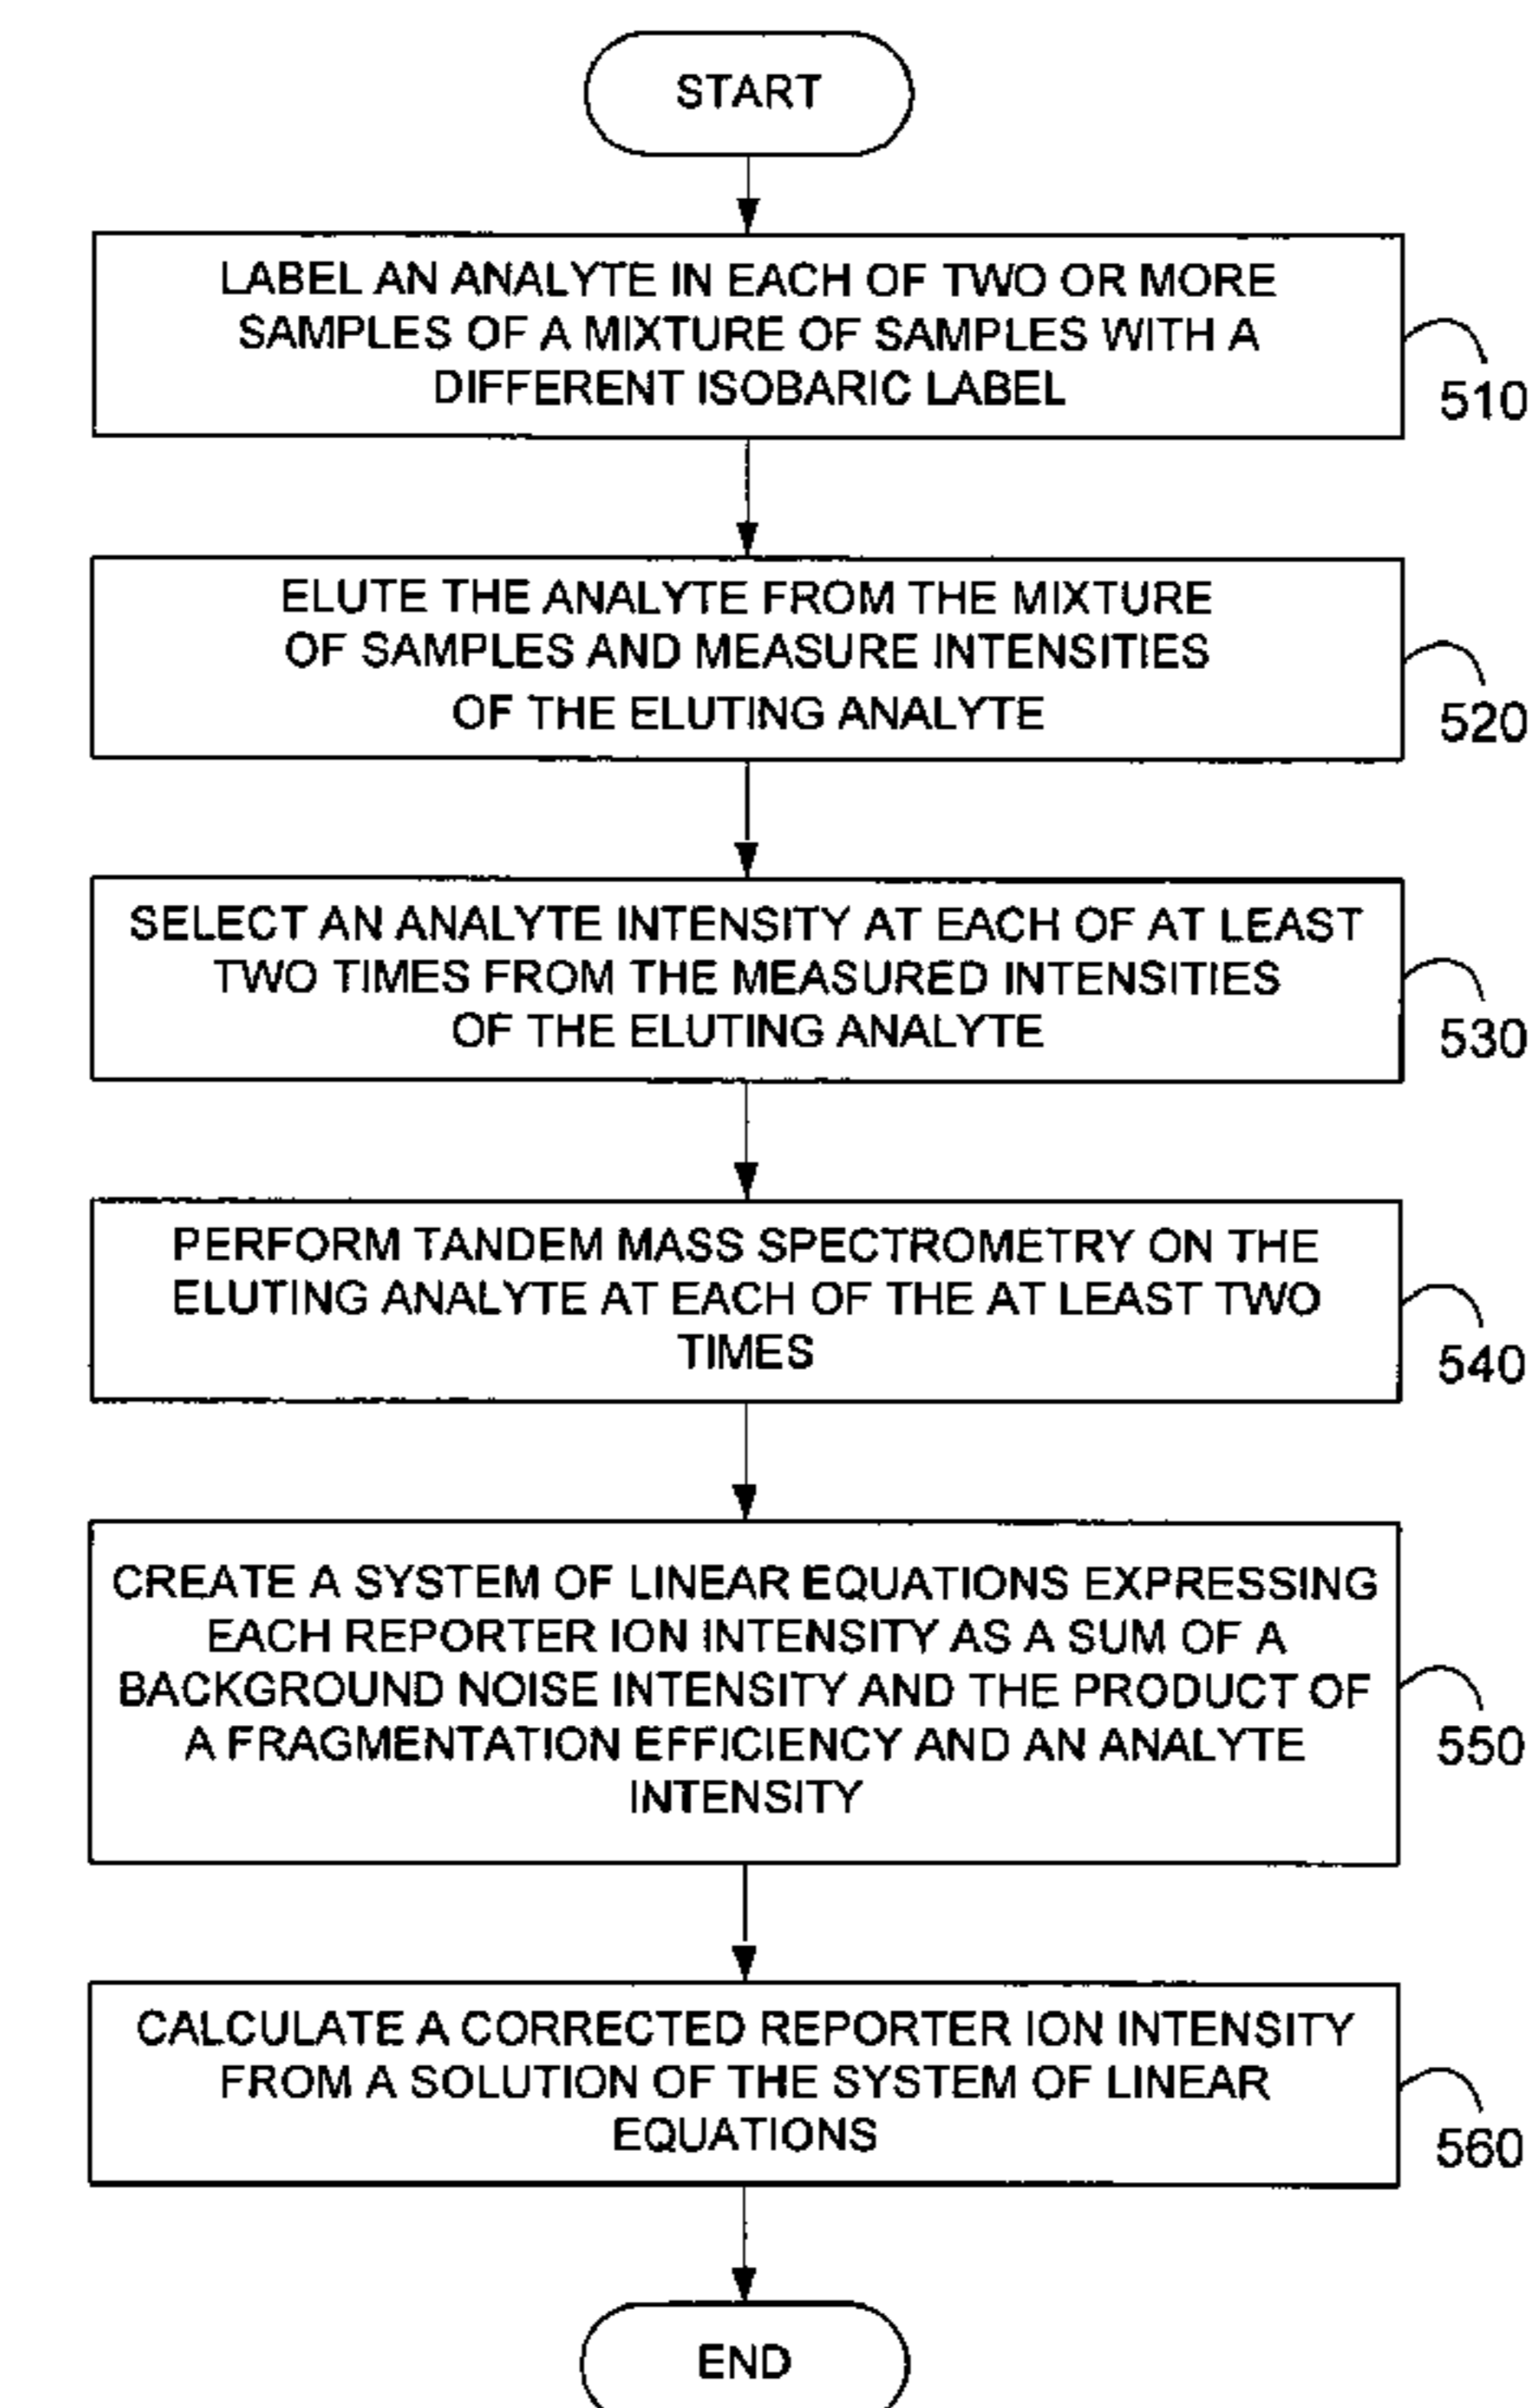 START
LABEL AN ANALYTE IN EACH OF TWO OR MORE
SAMPLES OF A MIXTURE OF SAMPLES WITH A
DIFFERENT ISOBARIC LABEL
510
ELUTE THE ANALYTE FROM THE MIXTURE
OF SAMPLES AND MEASURE INTENSITIES
OF THE ELUTING ANALYTE
520
SELECT AN ANALYTE INTENSITY AT EACH OF AT LEAST
TWO TIMES FROM THE MEASURED INTENSITIES
OF THE ELUTING ANALYTE
530
PERFORM TANDEM MASS SPECTROMETRY ON THE
ELUTING ANALYTE AT EACH OF THE AT LEAST TWO
TIMES
540
CREATE A SYSTEM OF LINEAR EQUATIONS EXPRESSING
EACH REPORTER ION INTENSITY AS A SUM OF A
BACKGROUND NOISE INTENSITY AND THE PRODUCT OF
A FRAGMENTATION EFFICIENCY AND AN ANALYTE
INTENSITY
550
CALCULATE A CORRECTED REPORTER ION INTENSITY
FROM A SOLUTION OF THE SYSTEM OF LINEAR
EQUATIONS
560
END